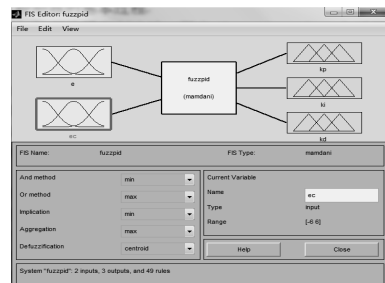 FIS Editor: fuzzpid
File Edit View
e
ec
fuzzpid
(mamdani)
kp
ki
kd
FIS Name: fuzzpid FIS Type: mamdani
And method min
Or method max
Implication min
Aggregation max
Defuzzification centroid
Current Variable
Name ec
Type input
Range [-6 6]
Help Close
System "fuzzpid": 2 inputs, 3 outputs, and 49 rules